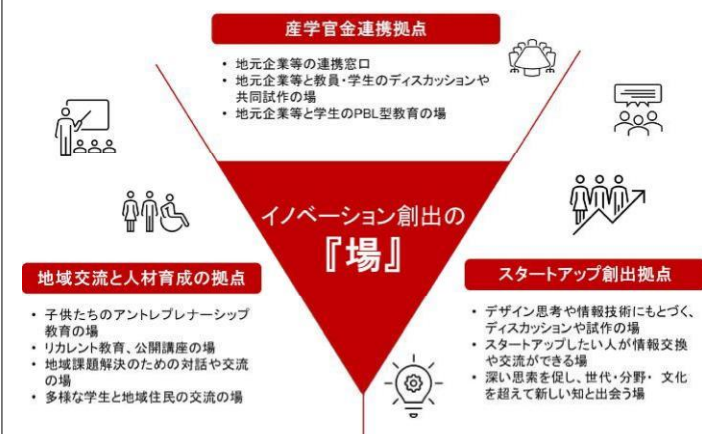 産学官金連携拠点
• 地元企業等の連携窓口
• 地元企業等と教員・学生のディスカッションや
共同試作の場
• 地元企業等と学生のPBL型教育の場
イノベーション創出の
『場』
地域交流と人材育成の拠点
• 子供たちのアントレプレナーシップ
教育の場
• リカレント教育、公開講座の場
• 地域課題解決のための対話や交流
の場
• 多様な学生と地域住民の交流の場
スタートアップ創出拠点
• デザイン思考や情報技術にもとづく、
ディスカッションや試作の場
• スタートアップしたい人が情報交換
や交流ができる場
• 深い思索を促し、世代・分野・ 文化
を超えて新しい知と出会う場